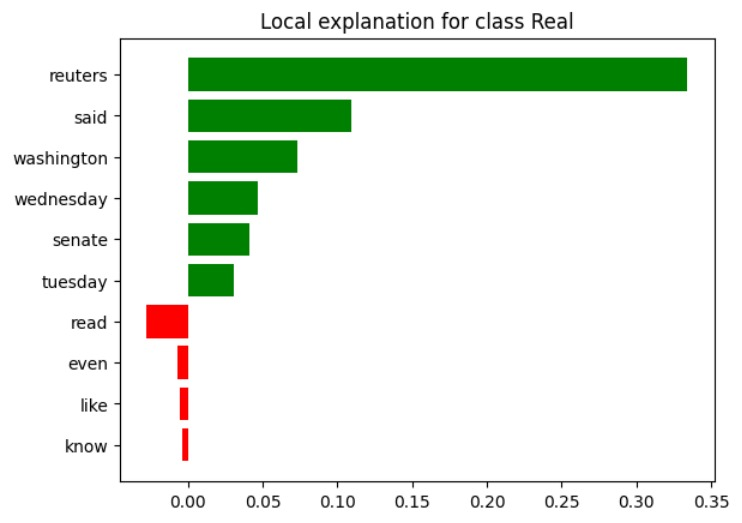 Local explanation for class Real
reuters
said
washington
wednesday
senate
tuesday
read
even
like
know
0.00 0.05 0.10 0.15 0.20 0.25 0.30 0.35